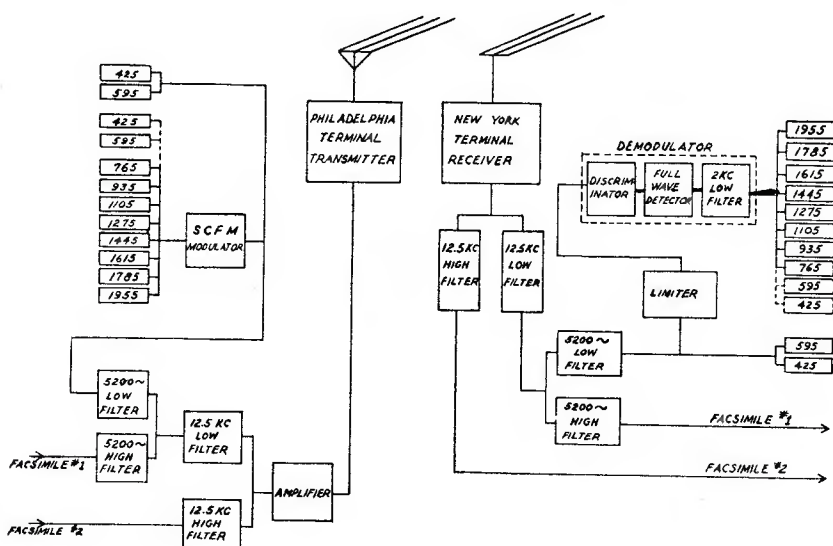 425
595
425
595
765
935
1105
1275
1445
1615
1785
1955
SCFM
MODULATOR
5200~
LOW
FILTER
5200~
HIGH
FILTER
FACSIMILE #1
FACSIMILE #2
12.5 KC
LOW
FILTER
12.5 KC
HIGH
FILTER
AMPLIFIER
PHILADELPHIA
TERMINAL
TRANSMITTER
NEW YORK
TERMINAL
RECEIVER
12.5KC
HIGH
FILTER
12.5KC
LOW
FILTER
5200~
LOW
FILTER
5200~
HIGH
FILTER
LIMITER
DEMODULATOR
DISCRIM-
INATOR
FULL
WAVE
DETECTOR
2KC
LOW
FILTER
1955
1785
1615
1445
1275
1105
935
765
595
425
595
425
FACSIMILE #1
FACSIMILE #2